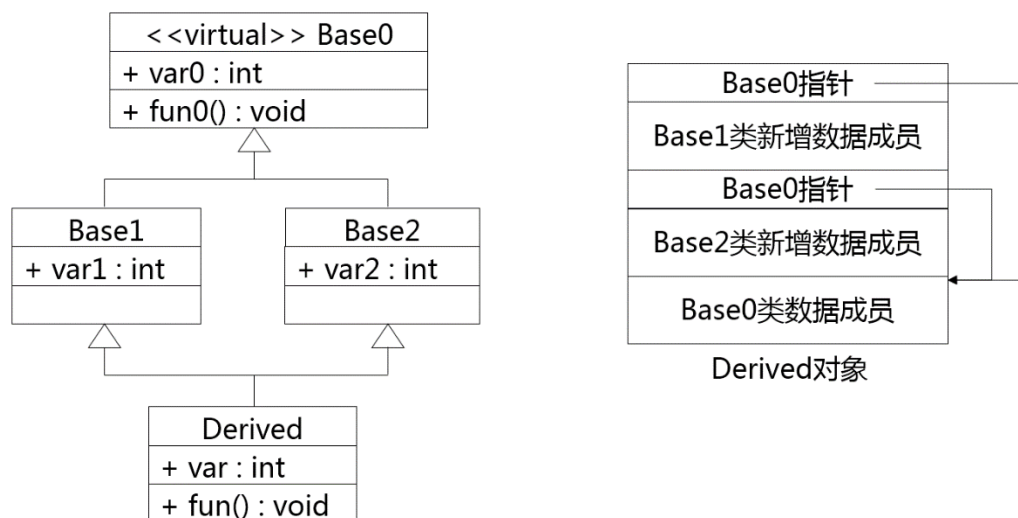 <<virtual>> Base0
+ var0 : int
+ fun0() : void
Base1
+ var1 : int
Base2
+ var2 : int
Derived
+ var : int
+ fun() : void
Base0指针
Base1类新增数据成员
Base0指针
Base2类新增数据成员
Base0类数据成员
Derived对象